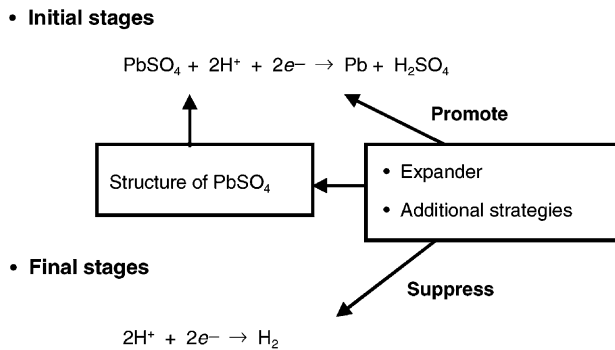 • Initial stages
PbSO₄ + 2H⁺ + 2e– → Pb + H₂SO₄
Promote
Structure of PbSO₄
• Expander
• Additional strategies
• Final stages
Suppress
2H⁺ + 2e– → H₂